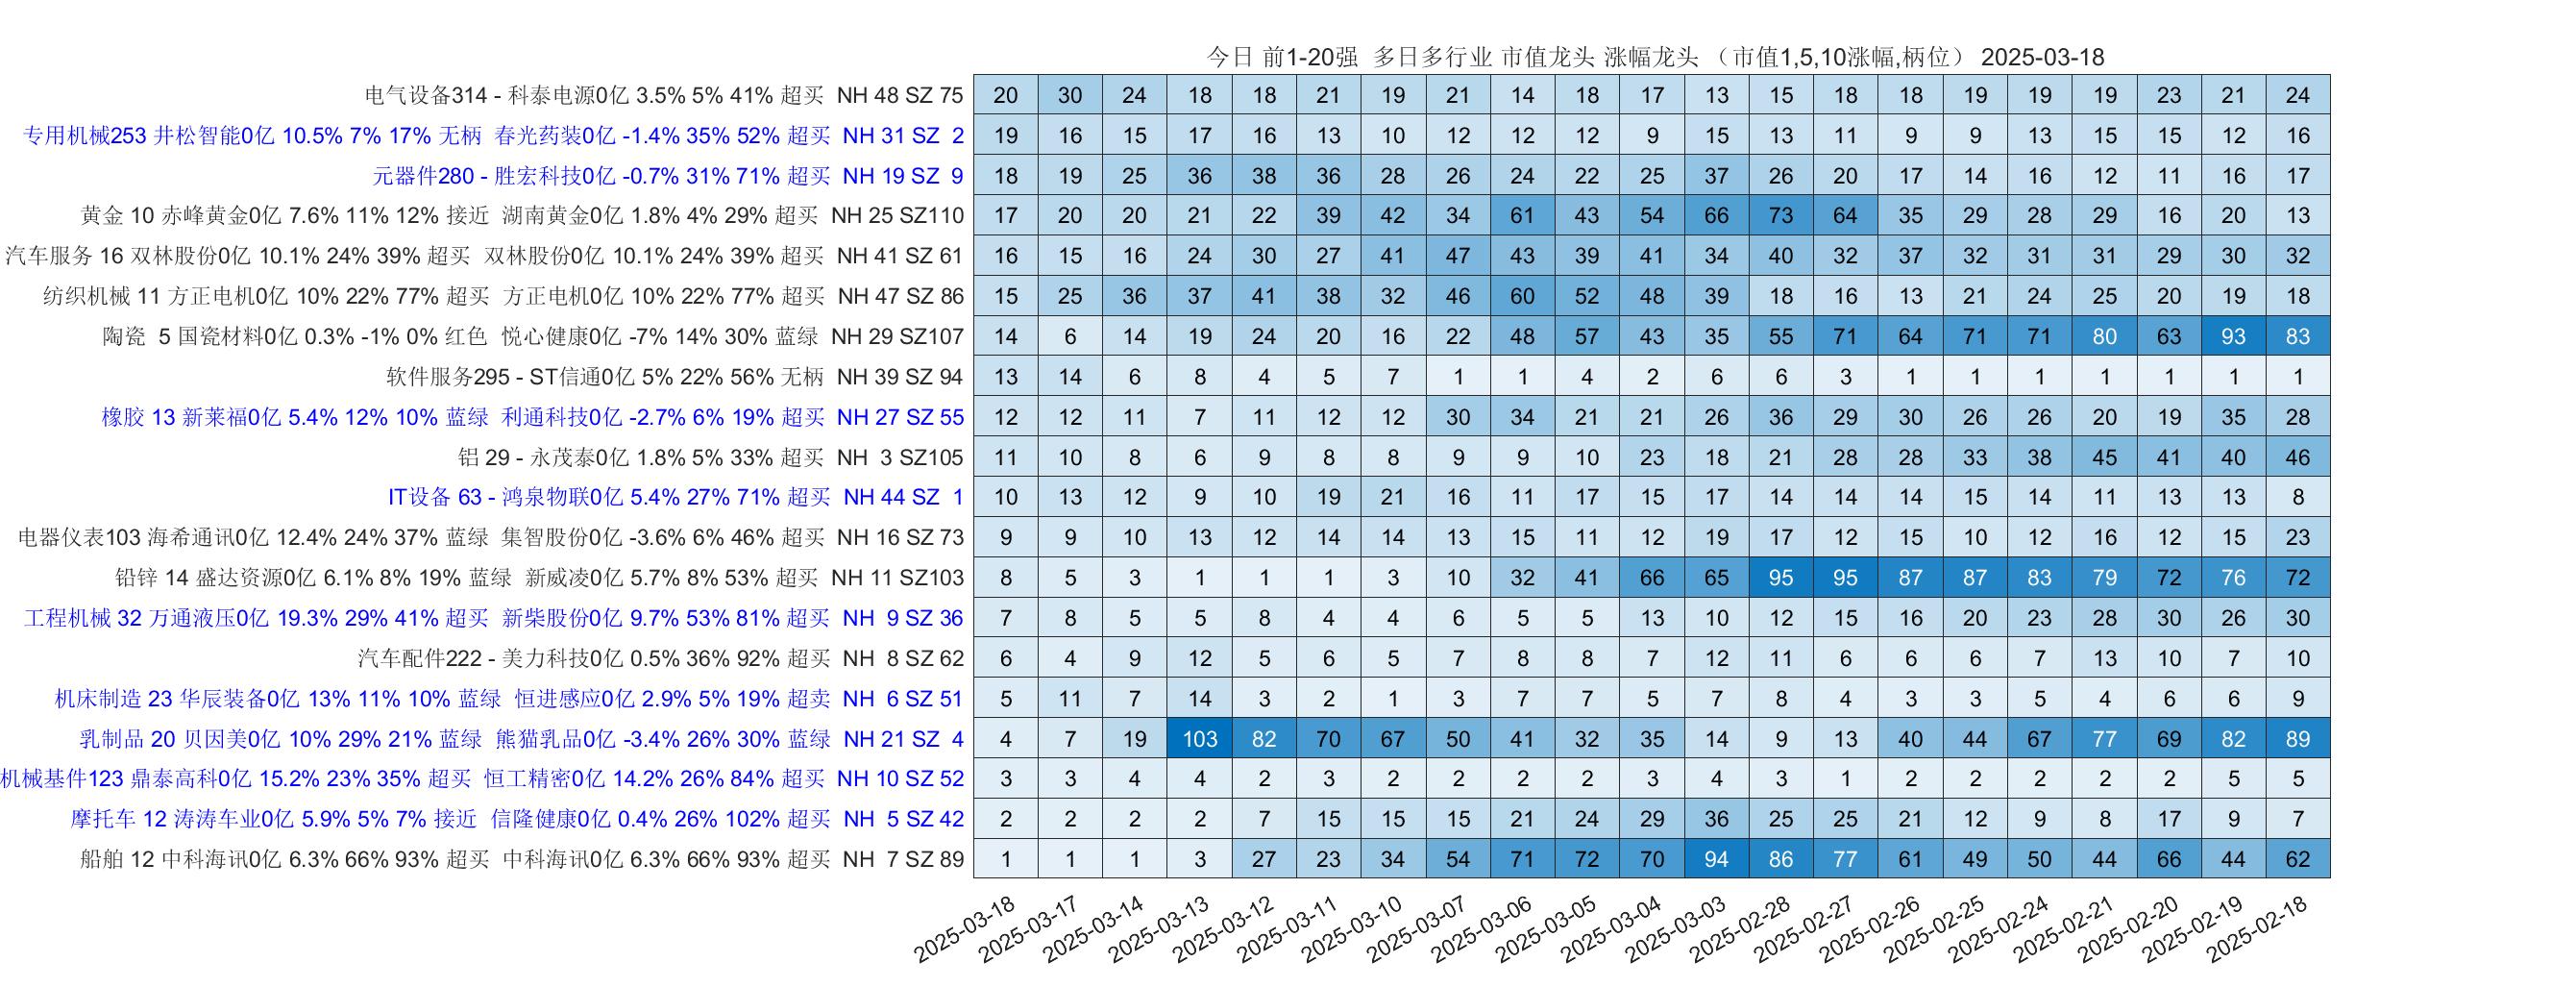 今日 前1-20强 多日多行业 市值龙头 涨幅龙头 （市值1,5,10涨幅,柄位） 2025-03-18
电气设备314 - 科泰电源0亿 3.5% 5% 41% 超买 NH 48 SZ 75 20 30 24 18 18 21 19 21 14 18 17 13 15 18 18 19 19 19 23 21 24
专用机械253 井松智能0亿 10.5% 7% 17% 无柄 春光药装0亿 -1.4% 35% 52% 超买 NH 31 SZ 2 19 16 15 17 16 13 10 12 12 12 9 15 13 11 9 9 13 15 15 12 16
元器件280 - 胜宏科技0亿 -0.7% 31% 71% 超买 NH 19 SZ 9 18 19 25 36 38 36 28 26 24 22 25 37 26 20 17 14 16 12 11 16 17
黄金 10 赤峰黄金0亿 7.6% 11% 12% 接近 湖南黄金0亿 1.8% 4% 29% 超买 NH 25 SZ110 17 20 20 21 22 39 42 34 61 43 54 66 73 64 35 29 28 29 16 20 13
汽车服务 16 双林股份0亿 10.1% 24% 39% 超买 双林股份0亿 10.1% 24% 39% 超买 NH 41 SZ 61 16 15 16 24 30 27 41 47 43 39 41 34 40 32 37 32 31 31 29 30 32
纺织机械 11 方正电机0亿 10% 22% 77% 超买 方正电机0亿 10% 22% 77% 超买 NH 47 SZ 86 15 25 36 37 41 38 32 46 60 52 48 39 18 16 13 21 24 25 20 19 18
陶瓷 5 国瓷材料0亿 0.3% -1% 0% 红色 悦心健康0亿 -7% 14% 30% 蓝绿 NH 29 SZ107 14 6 14 19 24 20 16 22 48 57 43 35 55 71 64 71 71 80 63 93 83
软件服务295 - ST信通0亿 5% 22% 56% 无柄 NH 39 SZ 94 13 14 6 8 4 5 7 1 1 4 2 6 6 3 1 1 1 1 1 1 1
橡胶 13 新莱福0亿 5.4% 12% 10% 蓝绿 利通科技0亿 -2.7% 6% 19% 超买 NH 27 SZ 55 12 12 11 7 11 12 12 30 34 21 21 26 36 29 30 26 26 20 19 35 28
铝 29 - 永茂泰0亿 1.8% 5% 33% 超买 NH 3 SZ105 11 10 8 6 9 8 8 9 9 10 23 18 21 28 28 33 38 45 41 40 46
IT设备 63 - 鸿泉物联0亿 5.4% 27% 71% 超买 NH 44 SZ 1 10 13 12 9 10 19 21 16 11 17 15 17 14 14 14 15 14 11 13 13 8
电器仪表103 海希通讯0亿 12.4% 24% 37% 蓝绿 集智股份0亿 -3.6% 6% 46% 超买 NH 16 SZ 73 9 9 10 13 12 14 14 13 15 11 12 19 17 12 15 10 12 16 12 15 23
铅锌 14 盛达资源0亿 6.1% 8% 19% 蓝绿 新威凌0亿 5.7% 8% 53% 超买 NH 11 SZ103 8 5 3 1 1 1 3 10 32 41 66 65 95 95 87 87 83 79 72 76 72
工程机械 32 万通液压0亿 19.3% 29% 41% 超买 新柴股份0亿 9.7% 53% 81% 超买 NH 9 SZ 36 7 8 5 5 8 4 4 6 5 5 13 10 12 15 16 20 23 28 30 26 30
汽车配件222 - 美力科技0亿 0.5% 36% 92% 超买 NH 8 SZ 62 6 4 9 12 5 6 5 7 8 8 7 12 11 6 6 6 7 13 10 7 10
机床制造 23 华辰装备0亿 13% 11% 10% 蓝绿 恒进感应0亿 2.9% 5% 19% 超卖 NH 6 SZ 51 5 11 7 14 3 2 1 3 7 7 5 7 8 4 3 3 5 4 6 6 9
乳制品 20 贝因美0亿 10% 29% 21% 蓝绿 熊猫乳品0亿 -3.4% 26% 30% 蓝绿 NH 21 SZ 4 4 7 19 103 82 70 67 50 41 32 35 14 9 13 40 44 67 77 69 82 89
机械基件123 鼎泰高科0亿 15.2% 23% 35% 超买 恒工精密0亿 14.2% 26% 84% 超买 NH 10 SZ 52 3 3 4 4 2 3 2 2 2 2 3 4 3 1 2 2 2 2 2 5 5
摩托车 12 涛涛车业0亿 5.9% 5% 7% 接近 信隆健康0亿 0.4% 26% 102% 超买 NH 5 SZ 42 2 2 2 2 7 15 15 15 21 24 29 36 25 25 21 12 9 8 17 9 7
船舶 12 中科海讯0亿 6.3% 66% 93% 超买 中科海讯0亿 6.3% 66% 93% 超买 NH 7 SZ 89 1 1 1 3 27 23 34 54 71 72 70 94 86 77 61 49 50 44 66 44 62
2025-03-18 2025-03-17 2025-03-14 2025-03-13 2025-03-12 2025-03-11 2025-03-10 2025-03-07 2025-03-06 2025-03-05 2025-03-04 2025-03-03 2025-02-28 2025-02-27 2025-02-26 2025-02-25 2025-02-24 2025-02-21 2025-02-20 2025-02-19 2025-02-18